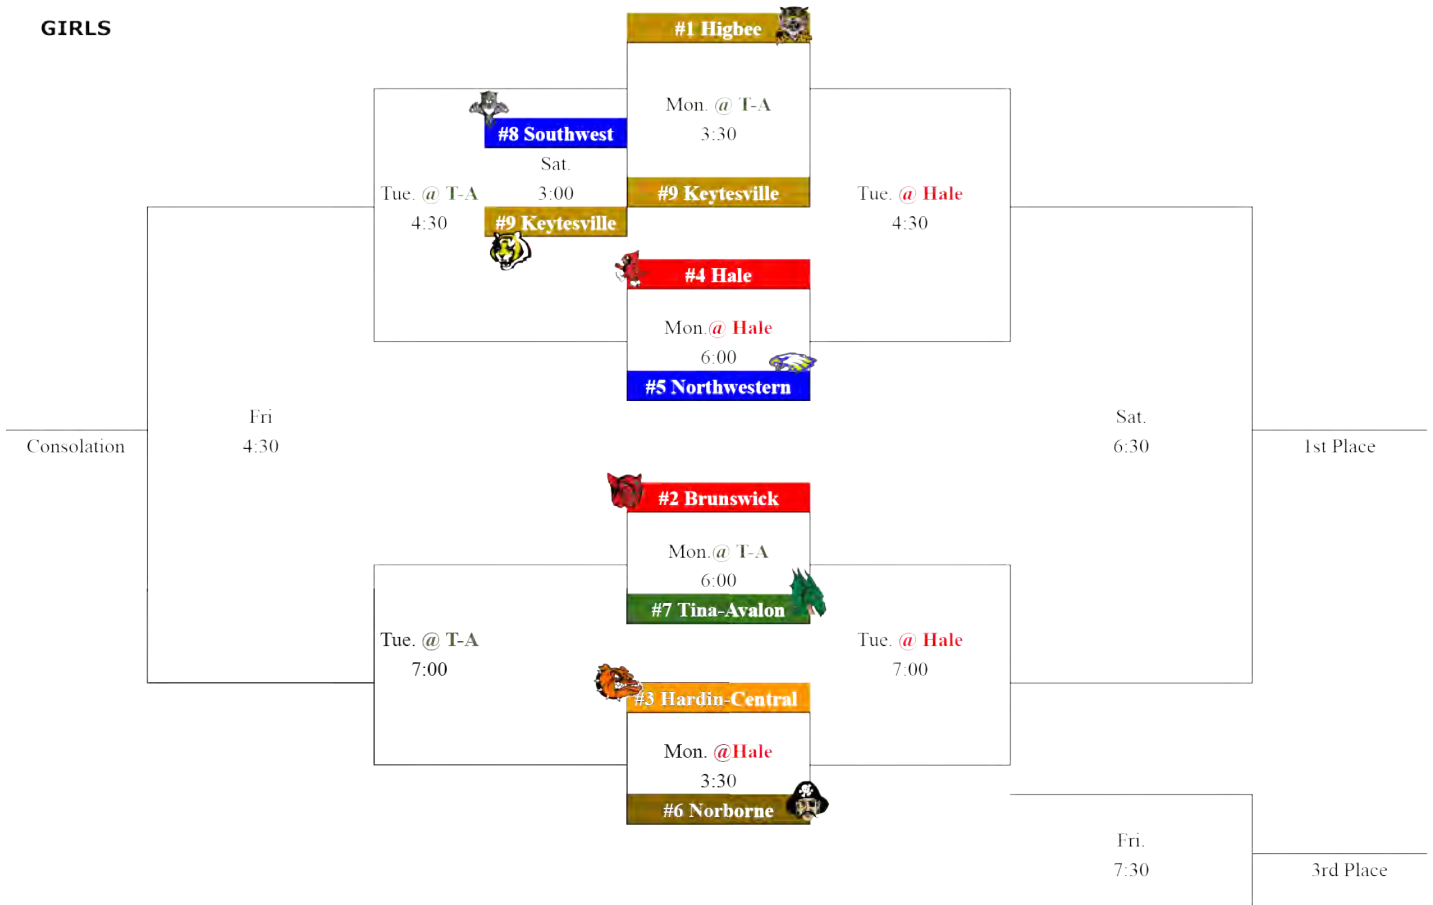 GIRLS
#1 Higbee
Mon. @ T-A
3:30
#8 Southwest
Sat.
3:00
#9 Keytesville
#9 Keytesville
Tue. @ T-A
4:30
Tue. @ Hale
4:30
#4 Hale
Mon.@ Hale
6:00
#5 Northwestern
Fri
4:30
Consolation
Sat.
6:30
1st Place
#2 Brunswick
Mon.@ T-A
6:00
#7 Tina-Avalon
Tue. @ T-A
7:00
Tue. @ Hale
7:00
#3 Hardin-Central
Mon. @Hale
3:30
#6 Norborne
Fri.
7:30
3rd Place